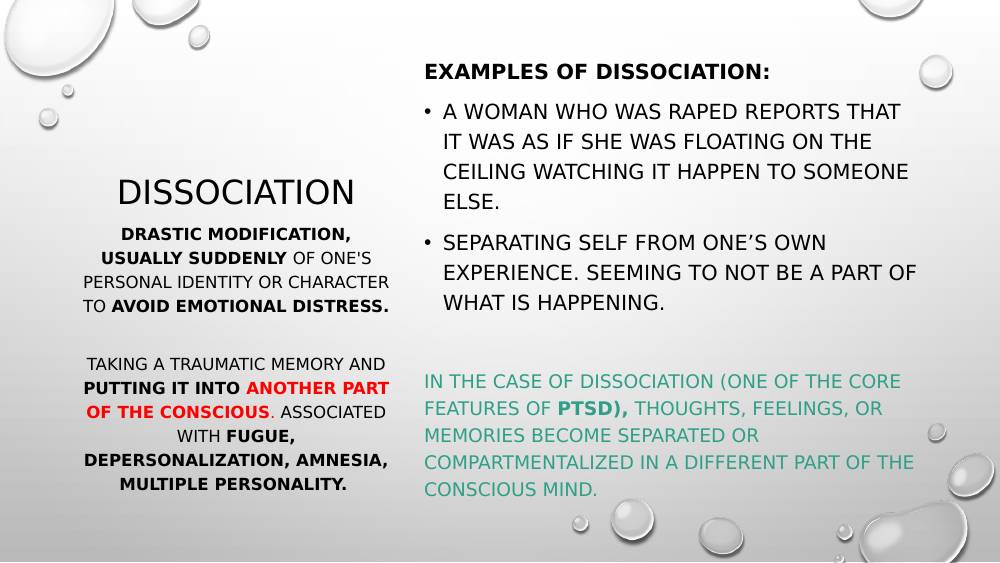 DISSOCIATION
DRASTIC MODIFICATION,
USUALLY SUDDENLY OF ONE'S
PERSONAL IDENTITY OR CHARACTER
TO AVOID EMOTIONAL DISTRESS.
TAKING A TRAUMATIC MEMORY AND
PUTTING IT INTO ANOTHER PART
OF THE CONSCIOUS. ASSOCIATED
WITH FUGUE,
DEPERSONALIZATION, AMNESIA,
MULTIPLE PERSONALITY.
EXAMPLES OF DISSOCIATION:
• A WOMAN WHO WAS RAPED REPORTS THAT
IT WAS AS IF SHE WAS FLOATING ON THE
CEILING WATCHING IT HAPPEN TO SOMEONE
ELSE.
• SEPARATING SELF FROM ONE’S OWN
EXPERIENCE. SEEMING TO NOT BE A PART OF
WHAT IS HAPPENING.
IN THE CASE OF DISSOCIATION (ONE OF THE CORE
FEATURES OF PTSD), THOUGHTS, FEELINGS, OR
MEMORIES BECOME SEPARATED OR
COMPARTMENTALIZED IN A DIFFERENT PART OF THE
CONSCIOUS MIND.